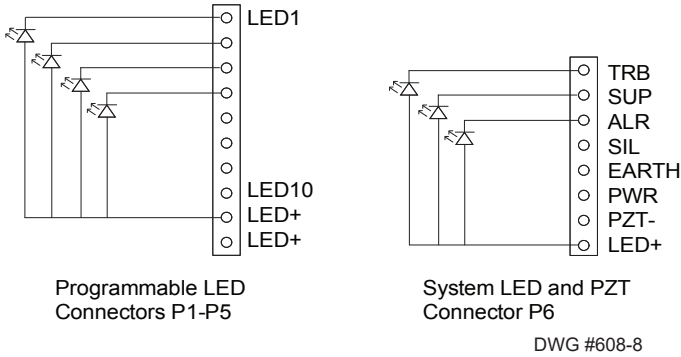 LED1
LED10
LED+
LED+
Programmable LED
Connectors P1-P5
TRB
SUP
ALR
SIL
EARTH
PWR
PZT-
LED+
System LED and PZT
Connector P6
DWG #608-8